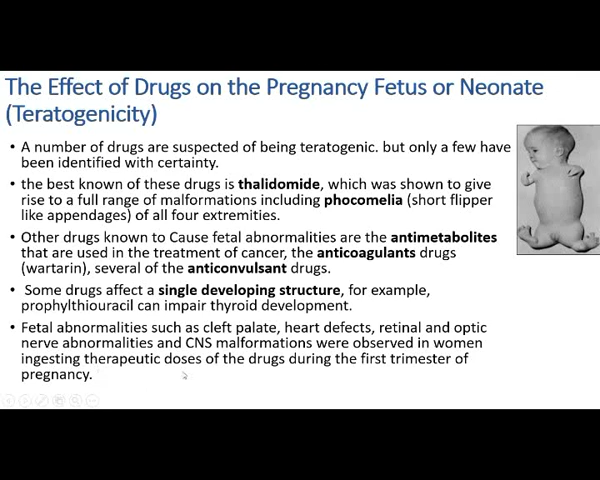 The Effect of Drugs on the Pregnancy Fetus or Neonate
(Teratogenicity)
• A number of drugs are suspected of being teratogenic. but only a few have
been identified with certainty.
• the best known of these drugs is thalidomide, which was shown to give
rise to a full range of malformations including phocomelia (short flipper
like appendages) of all four extremities.
• Other drugs known to Cause fetal abnormalities are the antimetabolites
that are used in the treatment of cancer, the anticoagulants drugs
(wartarin), several of the anticonvulsant drugs.
• Some drugs affect a single developing structure, for example,
prophylthiouracil can impair thyroid development.
• Fetal abnormalities such as cleft palate, heart defects, retinal and optic
nerve abnormalities and CNS malformations were observed in women
ingesting therapeutic doses of the drugs during the first trimester of
pregnancy.